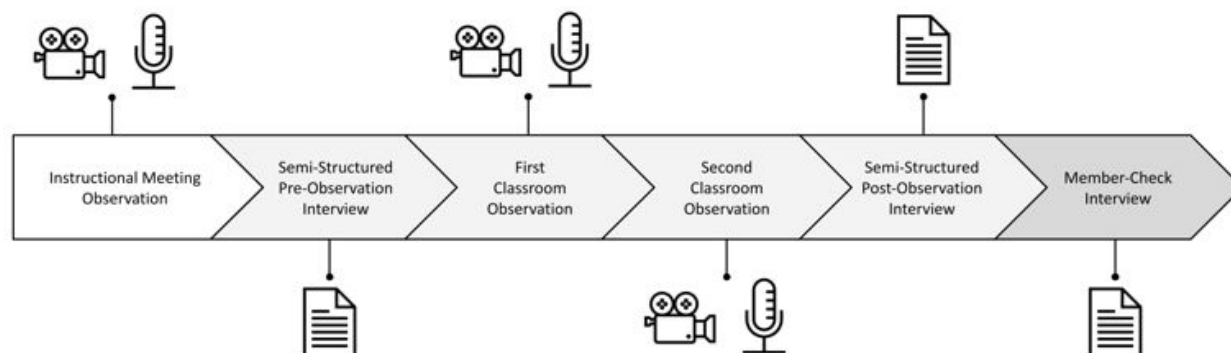 Instructional Meeting
Observation
Semi-Structured
Pre-Observation
Interview
First
Classroom
Observation
Second
Classroom
Observation
Semi-Structured
Post-Observation
Interview
Member-Check
Interview